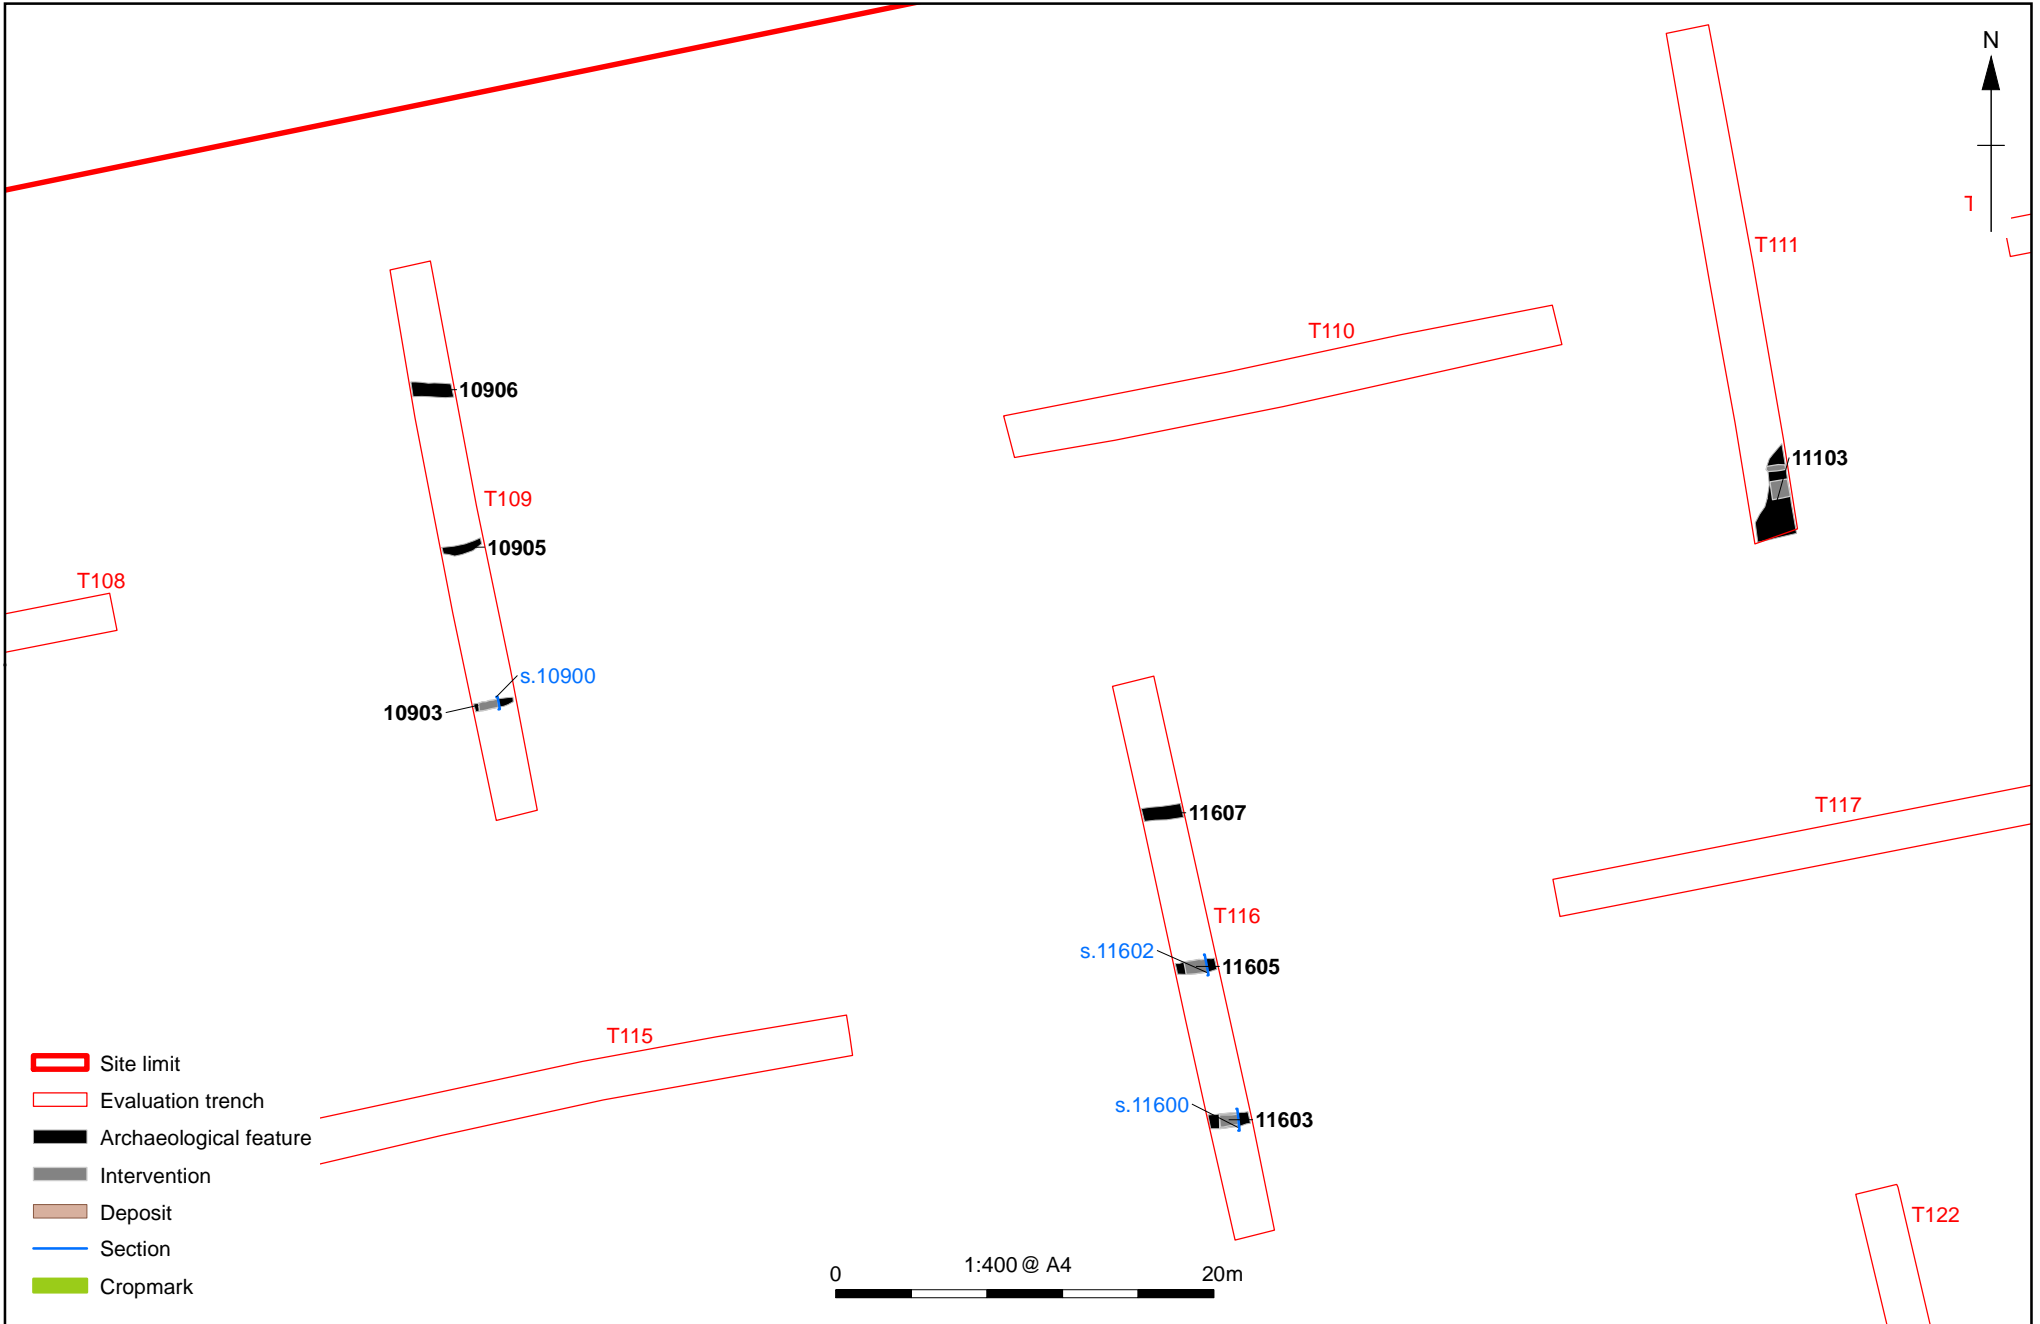 N
T
T111
T110
10906
11103
T109
10905
T108
s.10900
10903
11607
T117
T116
s.11602
11605
T115
s.11600
11603
T122
Site limit
Evaluation trench
Archaeological feature
Intervention
Deposit
Section
Cropmark
1:400 @ A4
0
20m